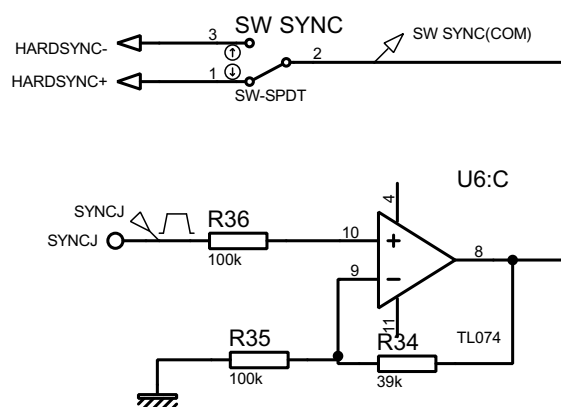 SW SYNC
HARDSYNC-
3
SW SYNC(COM)
2
HARDSYNC+
1
SW-SPDT
U6:C
4
SYNCJ
R36
SYNCJ
10
8
100k
9
11
TL074
R35
R34
100k
39k